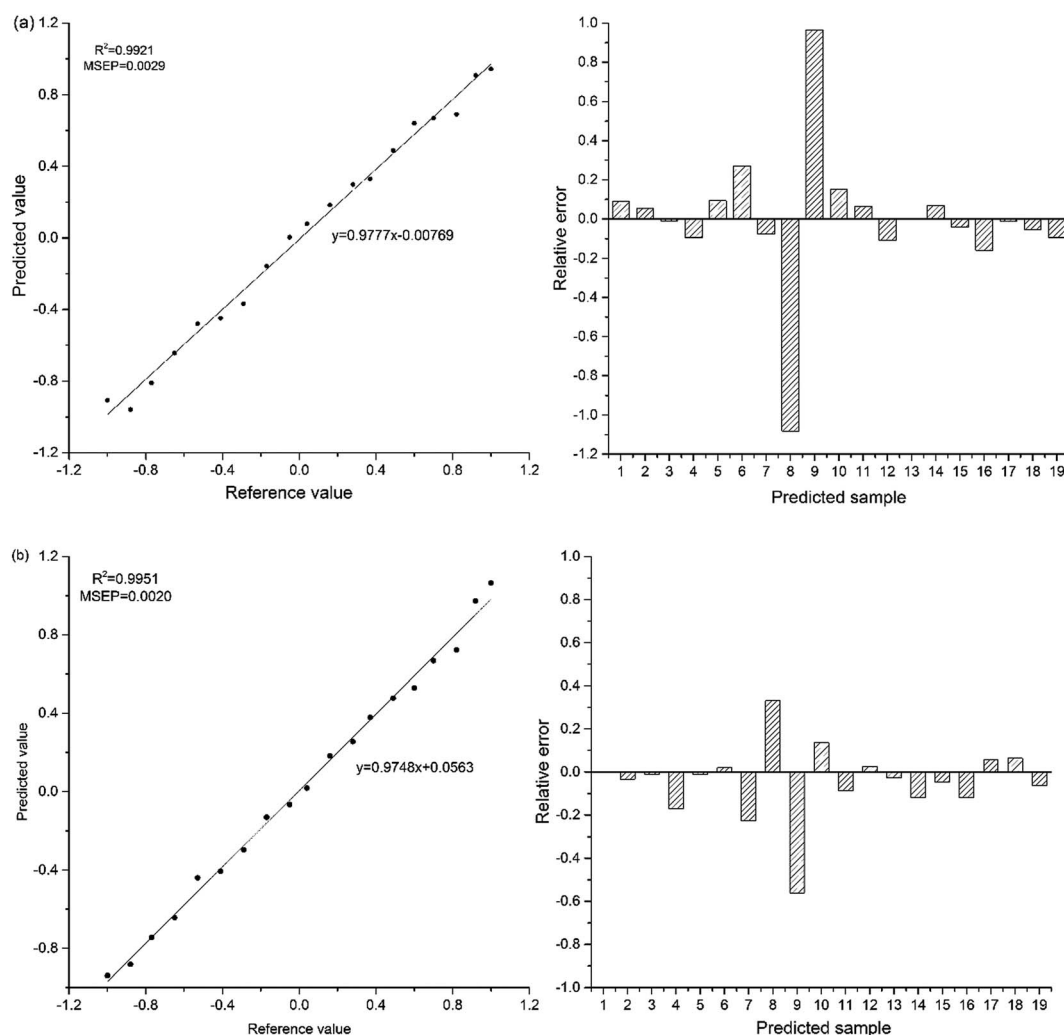 (a)
R²=0.9921
MSEP=0.0029
y=0.9777x-0.00769
Predicted value
1.2
0.8
0.4
0.0
-0.4
-0.8
-1.2
-1.2 -0.8 -0.4 0.0 0.4 0.8 1.2
Reference value
Relative error
1.0
0.8
0.6
0.4
0.2
0.0
-0.2
-0.4
-0.6
-0.8
-1.0
-1.2
1 2 3 4 5 6 7 8 9 10 11 12 13 14 15 16 17 18 19
Predicted sample
(b)
R²=0.9951
MSEP=0.0020
y=0.9748x+0.0563
Predicted value
1.2
0.8
0.4
0.0
-0.4
-0.8
-1.2 -0.8 -0.4 0.0 0.4 0.8 1.2
Reference value
Relative error
1.0
0.8
0.6
0.4
0.2
0.0
-0.2
-0.4
-0.6
-0.8
-1.0
1 2 3 4 5 6 7 8 9 10 11 12 13 14 15 16 17 18 19
Predicted sample